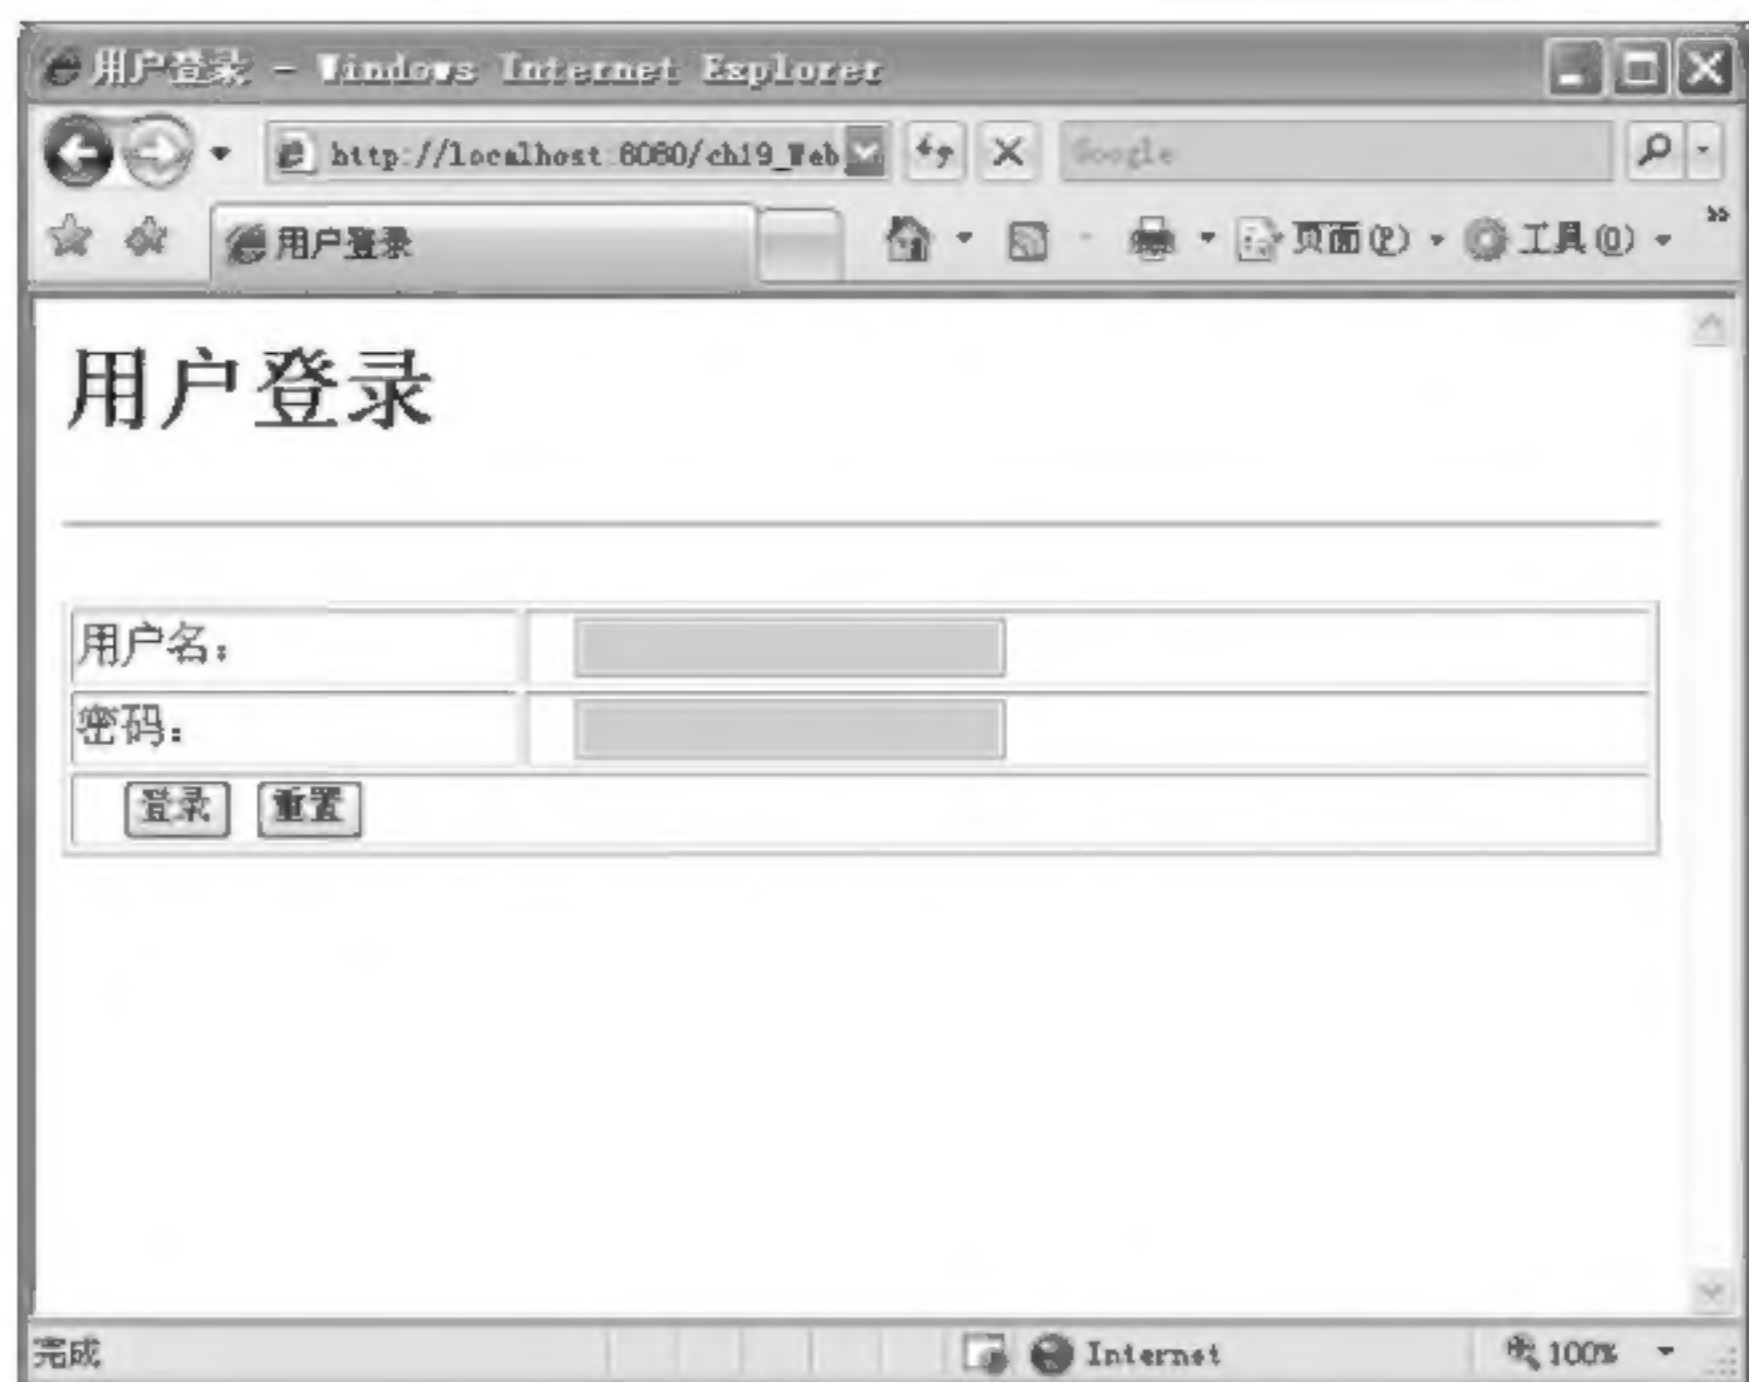 用户登录 - Windows Internet Explorer
http://localhost:8080/ch19_Web
Google
用户登录
页面(P)
工具(O)
用户登录
用户名：
密码：
登录 重置
完成
Internet
100%